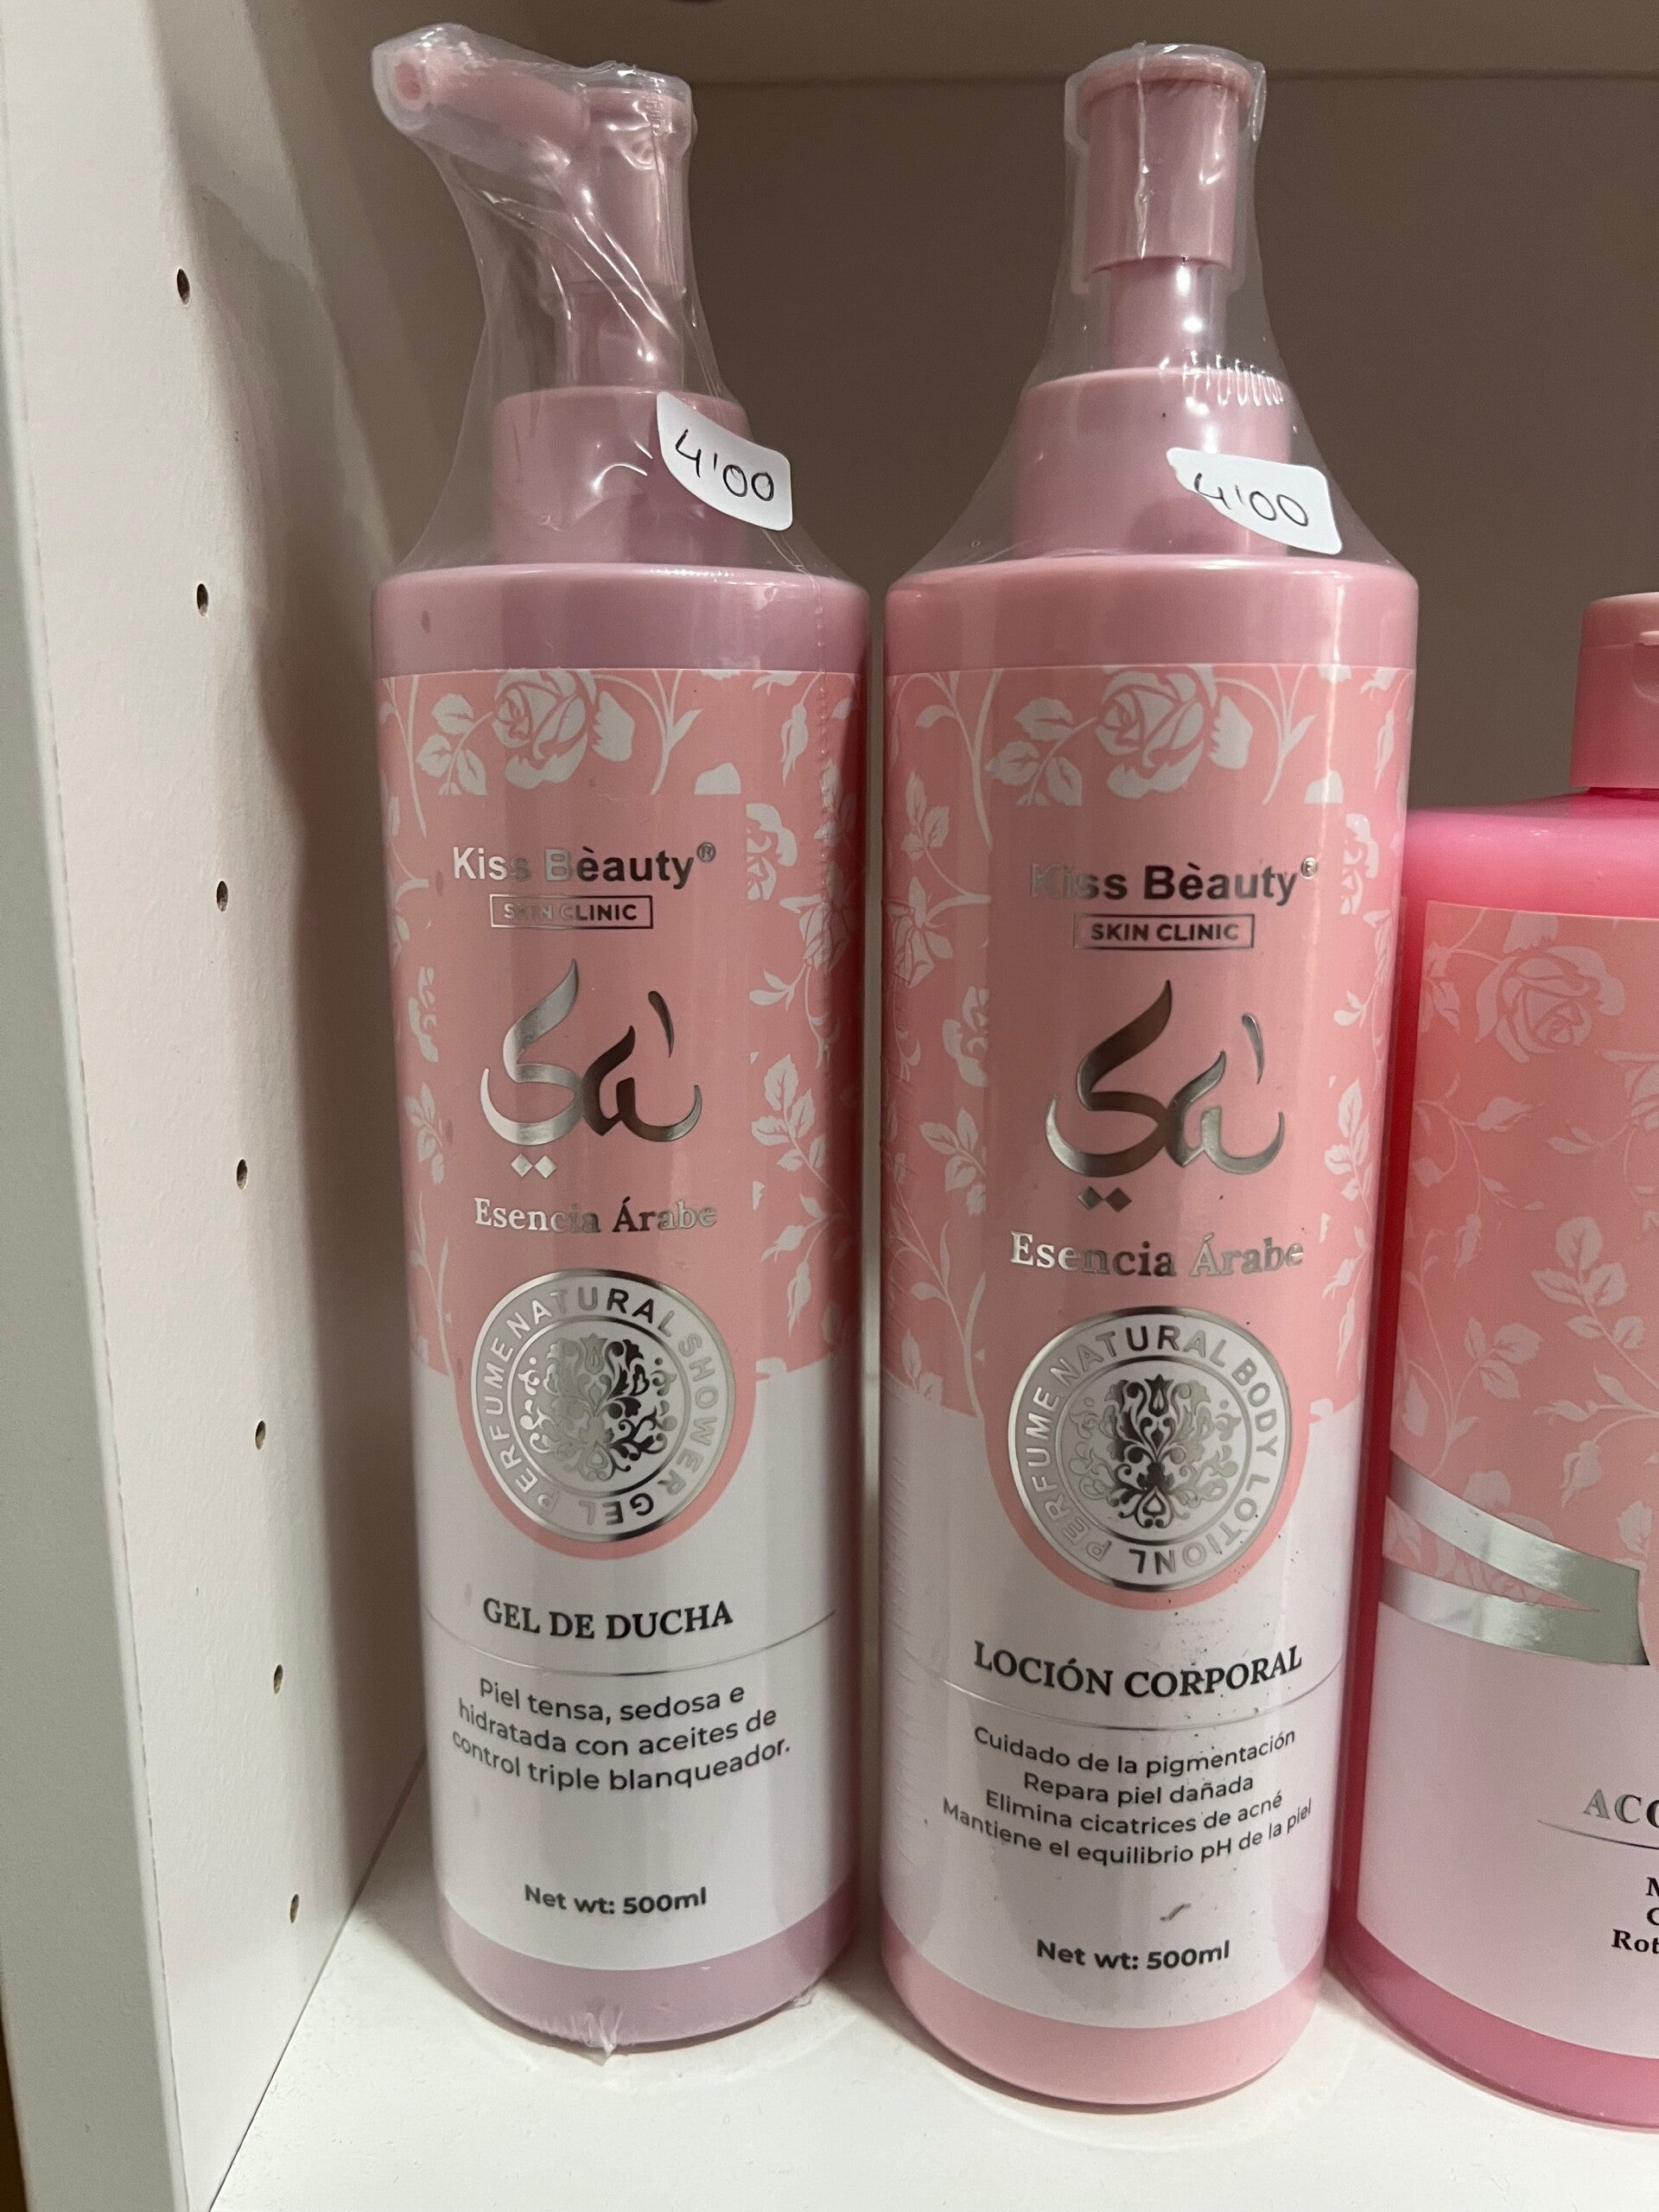 4'00
Kiss Bèauty®
SKIN CLINIC
Sa'
Esencia Árabe
PERFUME NATURAL SHOWER GEL
GEL DE DUCHA
Piel tensa, sedosa e
hidratada con aceites de
control triple blanqueador.
Net wt: 500ml
4'00
Kiss Bèauty®
SKIN CLINIC
Sa'
Esencia Árabe
PERFUME NATURAL BODY LOTIONL
LOCIÓN CORPORAL
Cuidado de la pigmentación
Repara piel dañada
Elimina cicatrices de acné
Mantiene el equilibrio pH de la piel
Net wt: 500ml